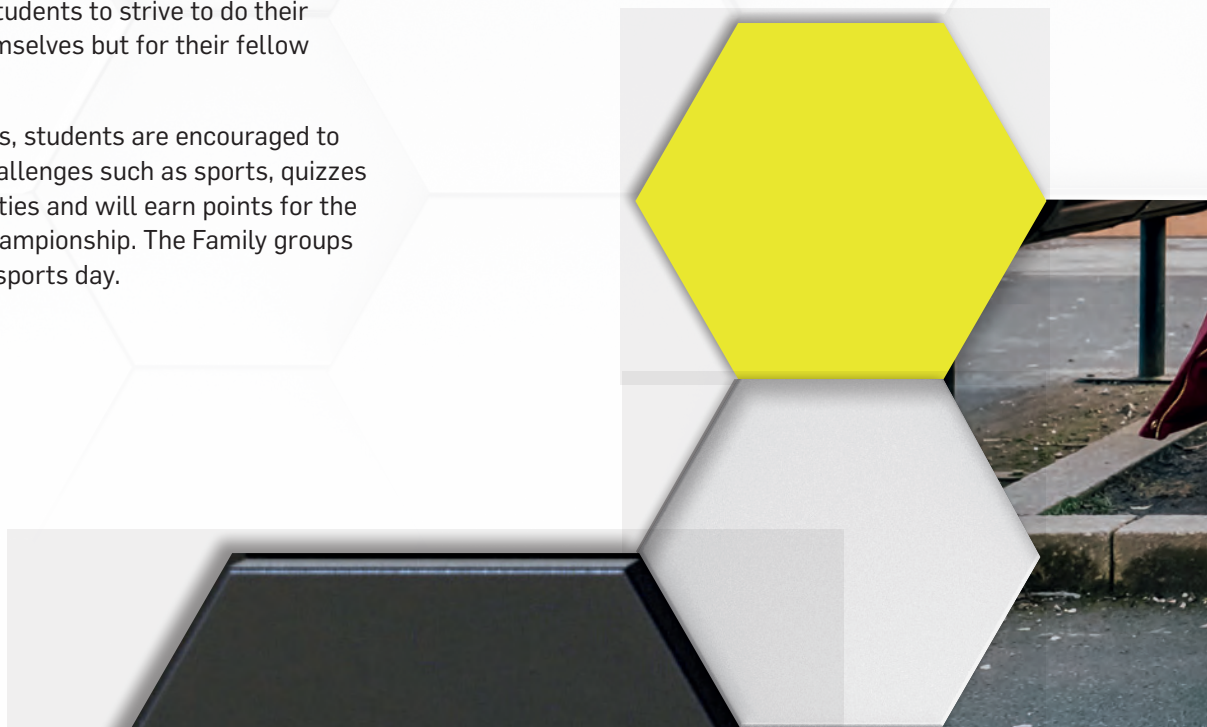 tudents to strive to do their
mselves but for their fellow
s, students are encouraged to
allenges such as sports, quizzes
ties and will earn points for the
ampionship. The Family groups
sports day.